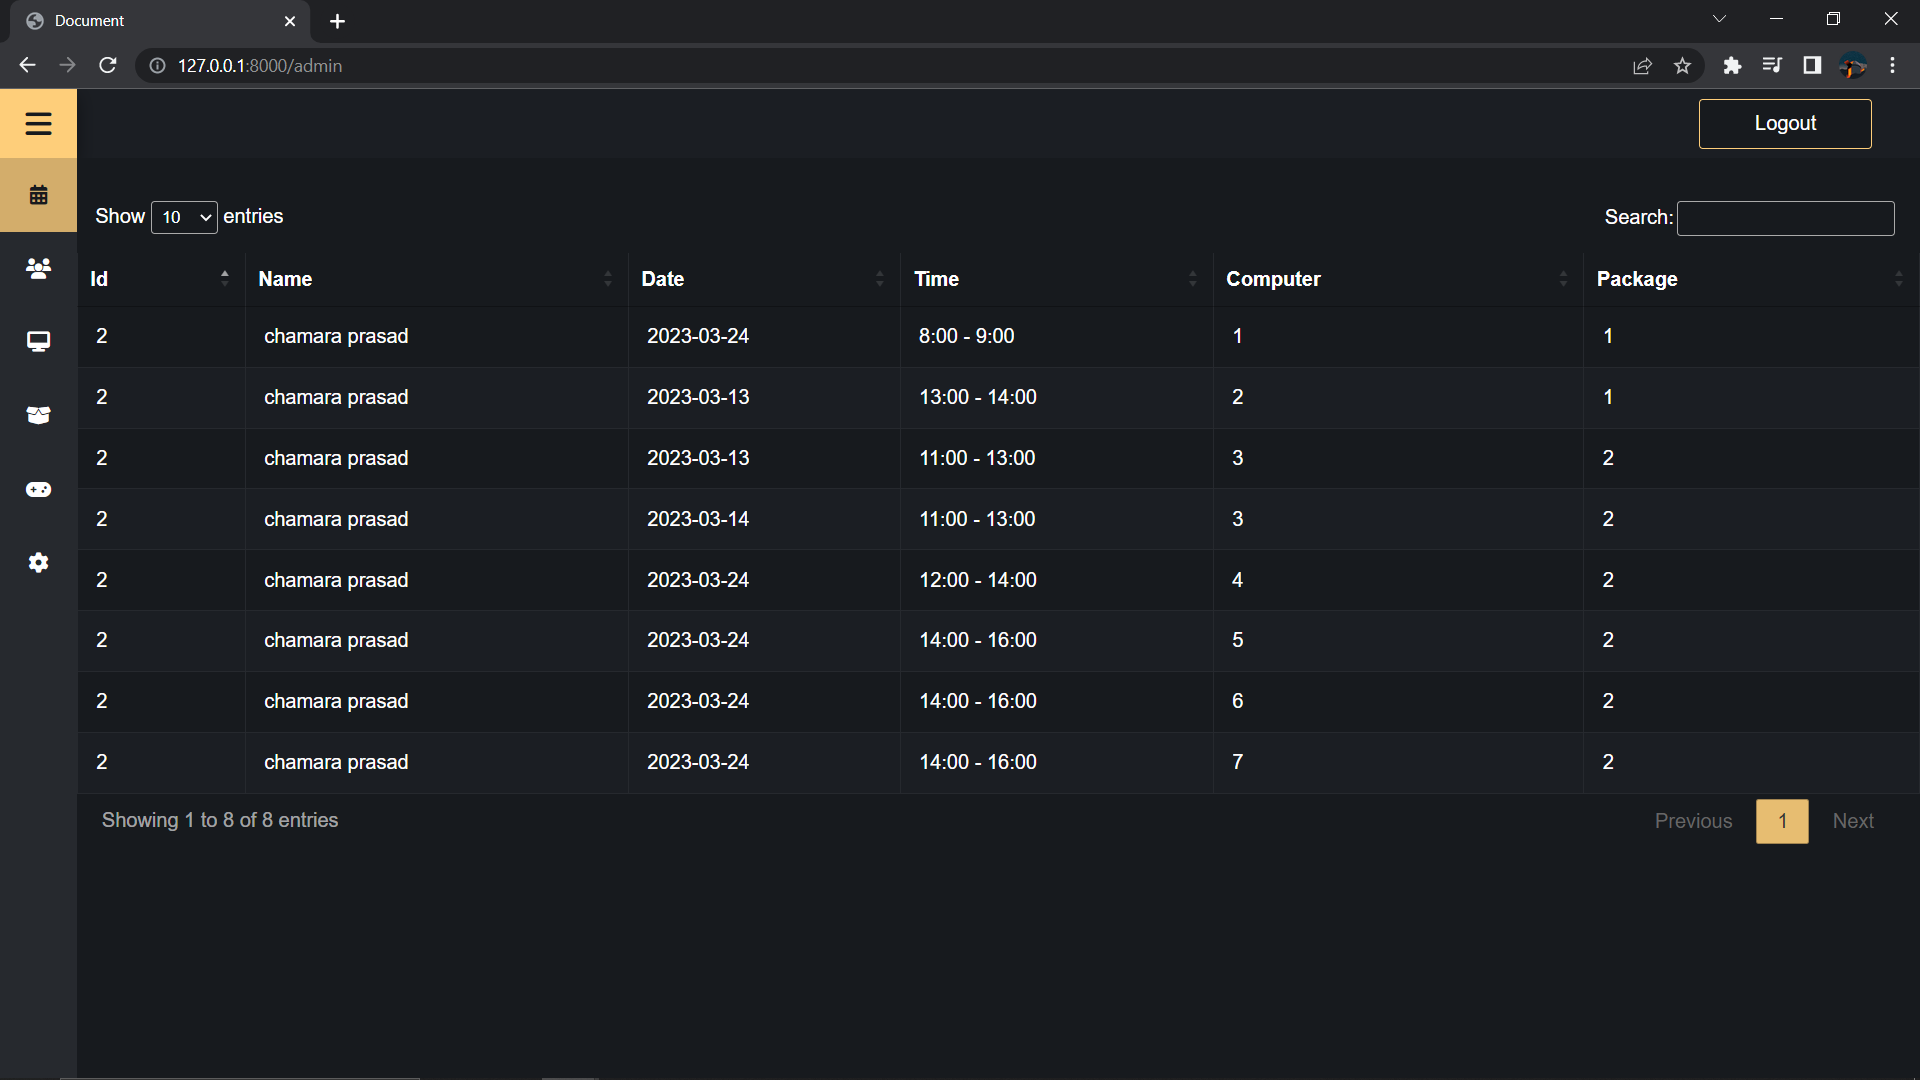 Document
127.0.0.1:8000/admin
Logout
Show 10 entries
Search:
Id Name Date Time Computer Package
2 chamara prasad 2023-03-24 8:00 - 9:00 1 1
2 chamara prasad 2023-03-13 13:00 - 14:00 2 1
2 chamara prasad 2023-03-13 11:00 - 13:00 3 2
2 chamara prasad 2023-03-14 11:00 - 13:00 3 2
2 chamara prasad 2023-03-24 12:00 - 14:00 4 2
2 chamara prasad 2023-03-24 14:00 - 16:00 5 2
2 chamara prasad 2023-03-24 14:00 - 16:00 6 2
2 chamara prasad 2023-03-24 14:00 - 16:00 7 2
Showing 1 to 8 of 8 entries
Previous 1 Next